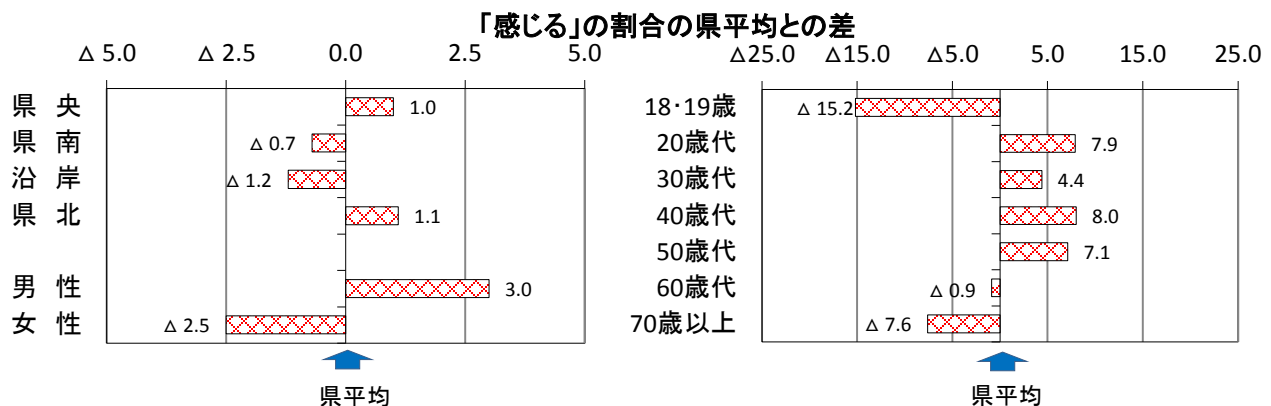 「感じる」の割合の県平均との差
△ 5.0 △ 2.5 0.0 2.5 5.0
県 央 1.0
県 南 △ 0.7
沿 岸 △ 1.2
県 北 1.1
男 性 3.0
女 性 △ 2.5
県平均
△25.0 △15.0 △5.0 5.0 15.0 25.0
18･19歳 △ 15.2
20歳代 7.9
30歳代 4.4
40歳代 8.0
50歳代 7.1
60歳代 △ 0.9
70歳以上 △ 7.6
県平均